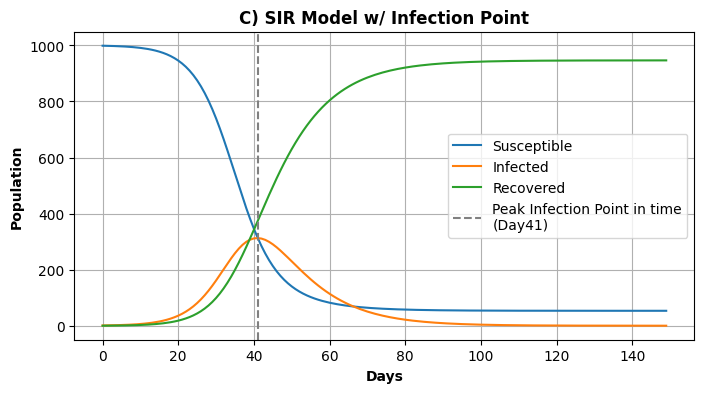 C) SIR Model w/ Infection Point
Population
1000
800
600
400
200
0
Susceptible
Infected
Recovered
Peak Infection Point in time
(Day41)
0 20 40 60 80 100 120 140
Days